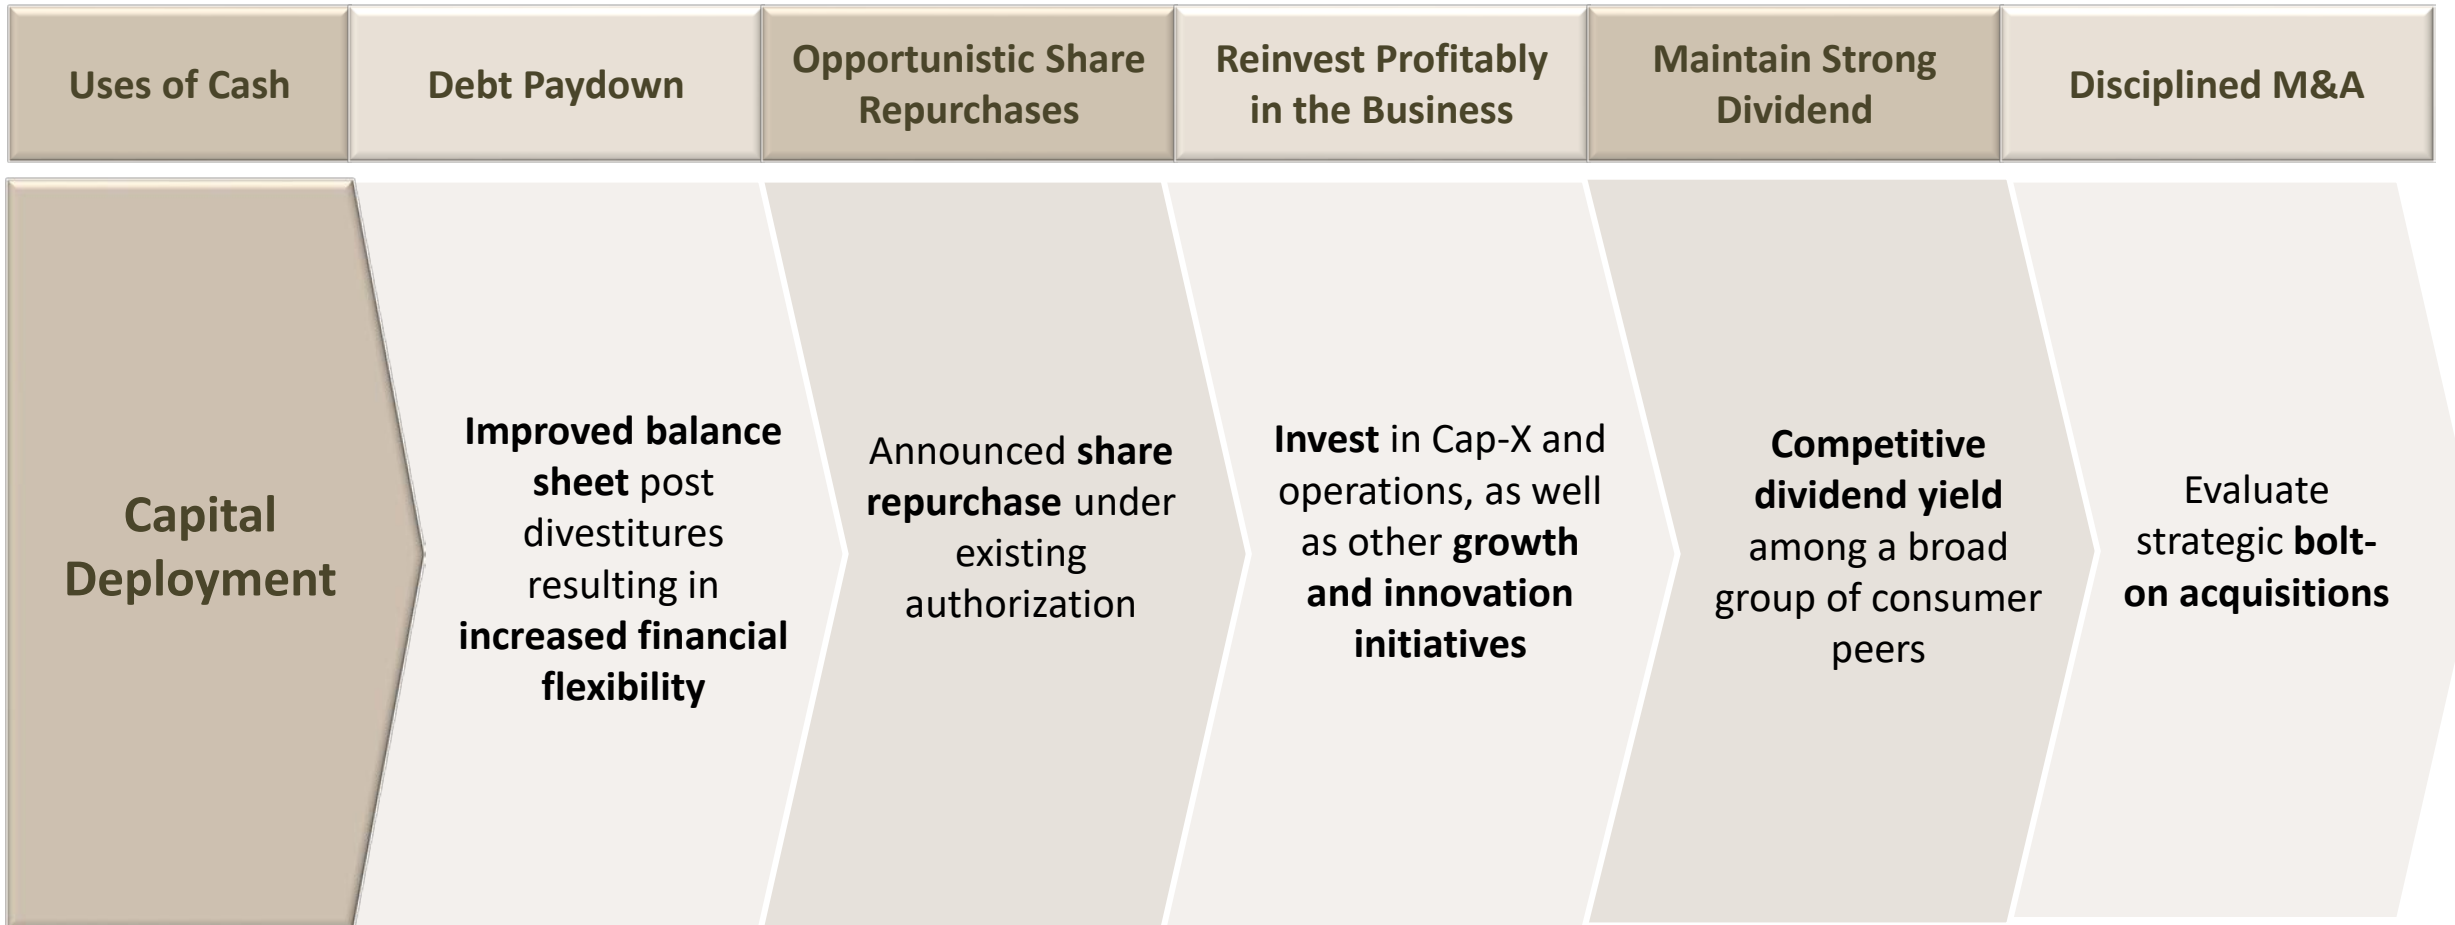 Uses of Cash
Debt Paydown
Opportunistic Share
Repurchases
Reinvest Profitably
in the Business
Maintain Strong
Dividend
Disciplined M&A
Capital
Deployment
Improved balance
sheet post
divestitures
resulting in
increased financial
flexibility
Announced share
repurchase under
existing
authorization
Invest in Cap-X and
operations, as well
as other growth
and innovation
initiatives
Competitive
dividend yield
among a broad
group of consumer
peers
Evaluate
strategic bolt-
on acquisitions